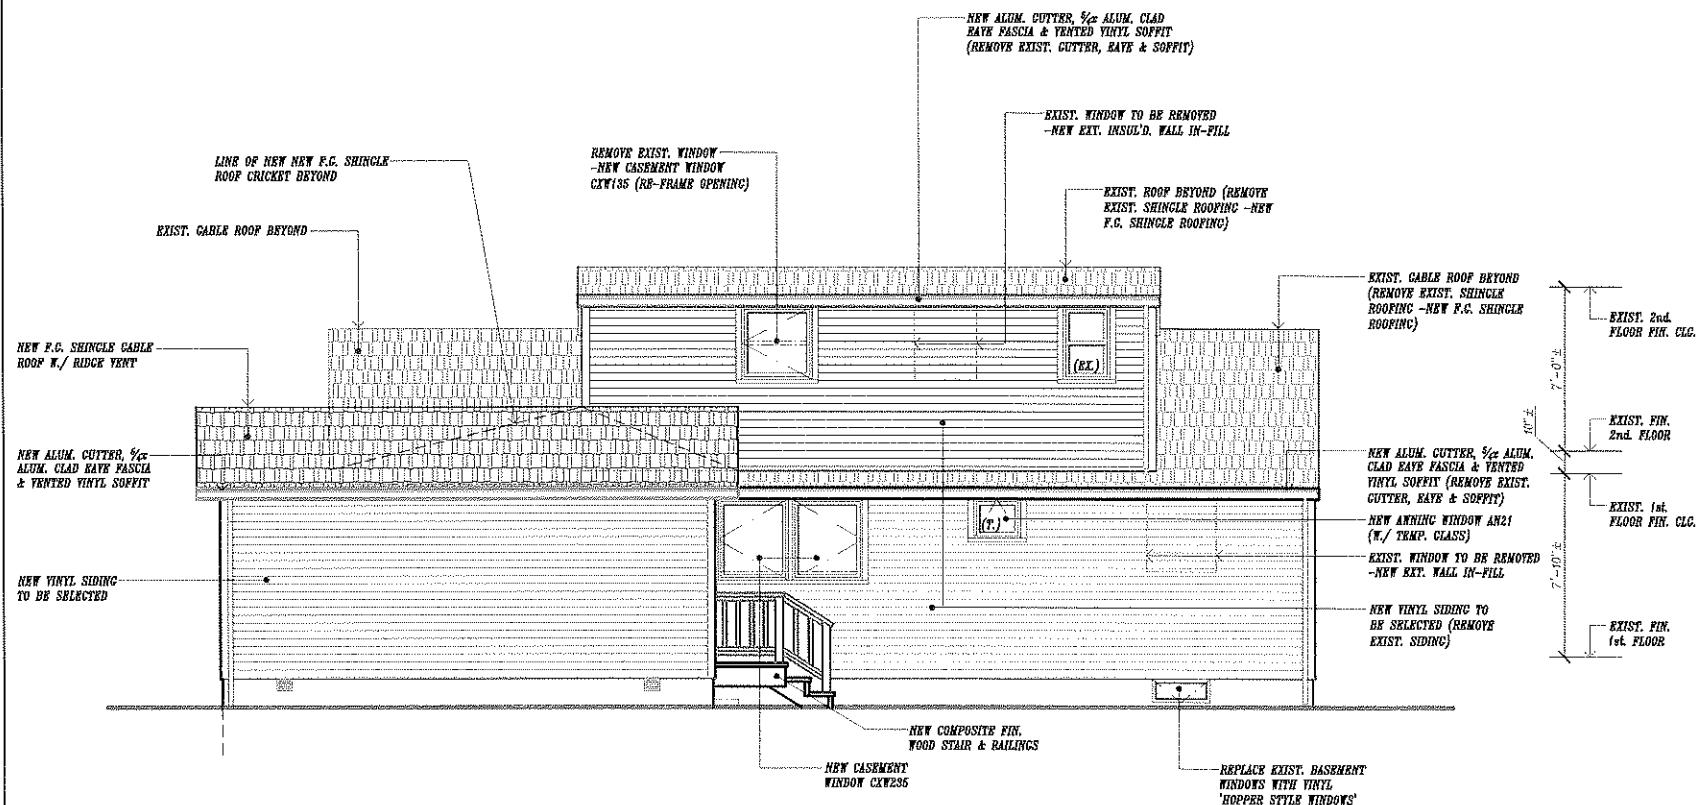 NEW ALUM. GUTTER, 5/4x ALUM. CLAD
EAVE FASCIA & VENTED VINYL SOFFIT
(REMOVE EXIST. GUTTER, EAVE & SOFFIT)
EXIST. WINDOW TO BE REMOVED
-NEW EXT. INSUL'D. WALL IN-FILL
LINE OF NEW NEW F.G. SHINGLE
ROOF CRICKET BEYOND
REMOVE EXIST. WINDOW
-NEW CASEMENT WINDOW
CXW135 (RE-FRAME OPENING)
EXIST. ROOF BEYOND (REMOVE
EXIST. SHINGLE ROOFING -NEW
F.G. SHINGLE ROOFING)
EXIST. GABLE ROOF BEYOND
EXIST. GABLE ROOF BEYOND
(REMOVE EXIST. SHINGLE
ROOFING -NEW F.G. SHINGLE
ROOFING)
EXIST. 2nd.
FLOOR FIN. CLG.
NEW F.G. SHINGLE GABLE
ROOF W./ RIDGE VENT
(EX.)
7'-0" ±
10" ±
EXIST. FIN.
2nd. FLOOR
NEW ALUM. GUTTER, 5/4x
ALUM. CLAD EAVE FASCIA
& VENTED VINYL SOFFIT
NEW ALUM. GUTTER, 5/4x ALUM.
CLAD EAVE FASCIA & VENTED
VINYL SOFFIT (REMOVE EXIST.
GUTTER, EAVE & SOFFIT)
EXIST. 1st.
FLOOR FIN. CLG.
(T.)
NEW AWNING WINDOW AN21
(W./ TEMP. GLASS)
EXIST. WINDOW TO BE REMOVED
-NEW EXT. WALL IN-FILL
7'-10" ±
NEW VINYL SIDING
TO BE SELECTED
NEW VINYL SIDING TO
BE SELECTED (REMOVE
EXIST. SIDING)
EXIST. FIN.
1st. FLOOR
NEW COMPOSITE FIN.
WOOD STAIR & RAILINGS
NEW CASEMENT
WINDOW CXW235
REPLACE EXIST. BASEMENT
WINDOWS WITH VINYL
'HOPPER STYLE WINDOWS'